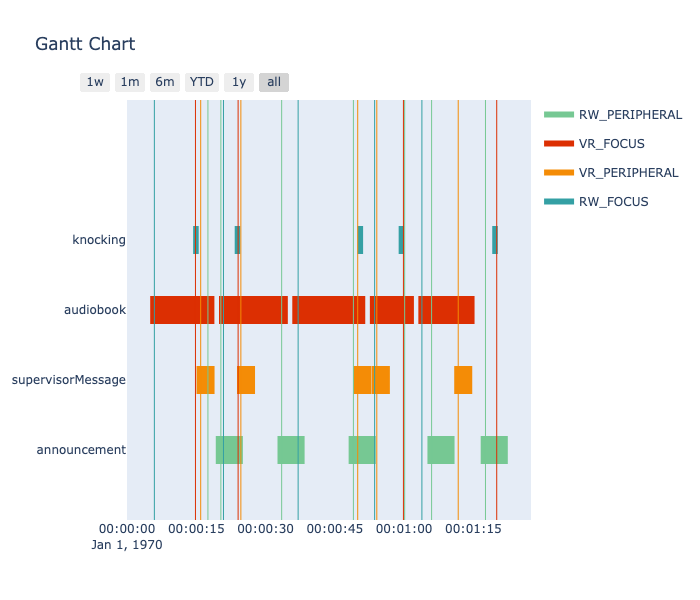 Gantt Chart
1w 1m 6m YTD 1y all
RW_PERIPHERAL
VR_FOCUS
VR_PERIPHERAL
RW_FOCUS
knocking
audiobook
supervisorMessage
announcement
00:00:00 00:00:15 00:00:30 00:00:45 00:01:00 00:01:15
Jan 1, 1970